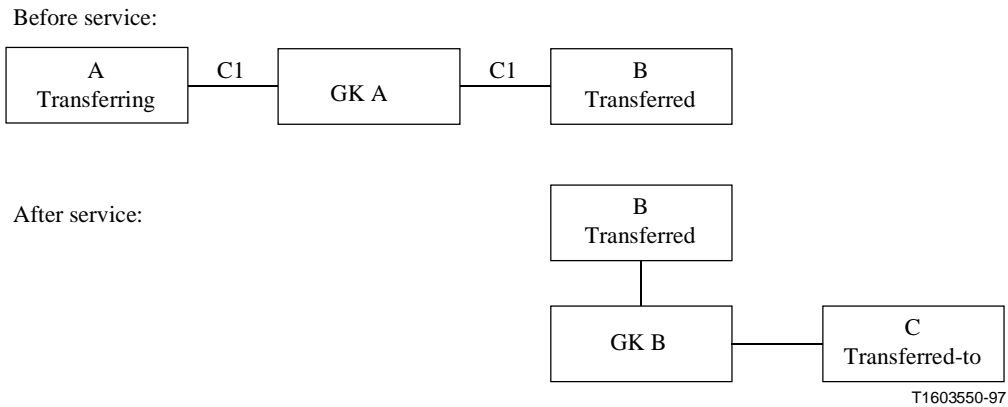 Before service:
A
Transferring
C1
GK A
C1
B
Transferred
After service:
B
Transferred
GK B
C
Transferred-to
T1603550-97